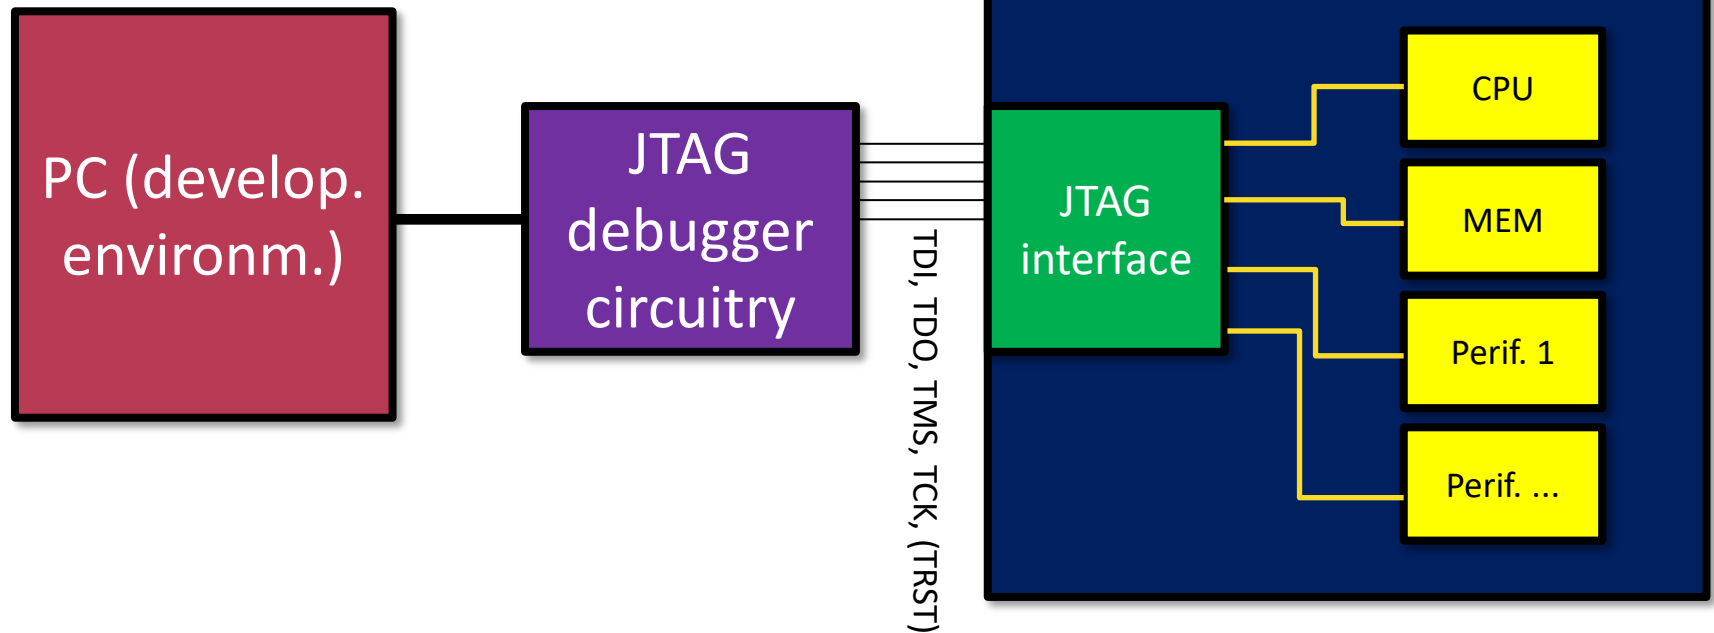 PC (develop.
environm.)
JTAG
debugger
circuitry
TDI, TDO, TMS, TCK, (TRST)
JTAG
interface
CPU
MEM
Perif. 1
Perif. ...